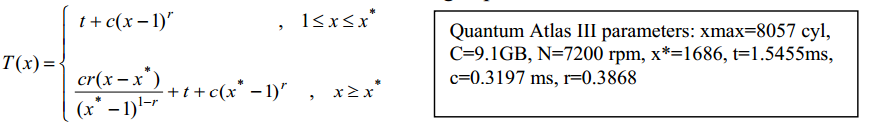 t + c(x − 1)^r , 1 ≤ x ≤ x*
T(x) =
cr(x − x*) / (x* − 1)^{1−r} + t + c(x* − 1)^r , x ≥ x*
Quantum Atlas III parameters: xmax=8057 cyl,
C=9.1GB, N=7200 rpm, x*=1686, t=1.5455ms,
c=0.3197 ms, r=0.3868